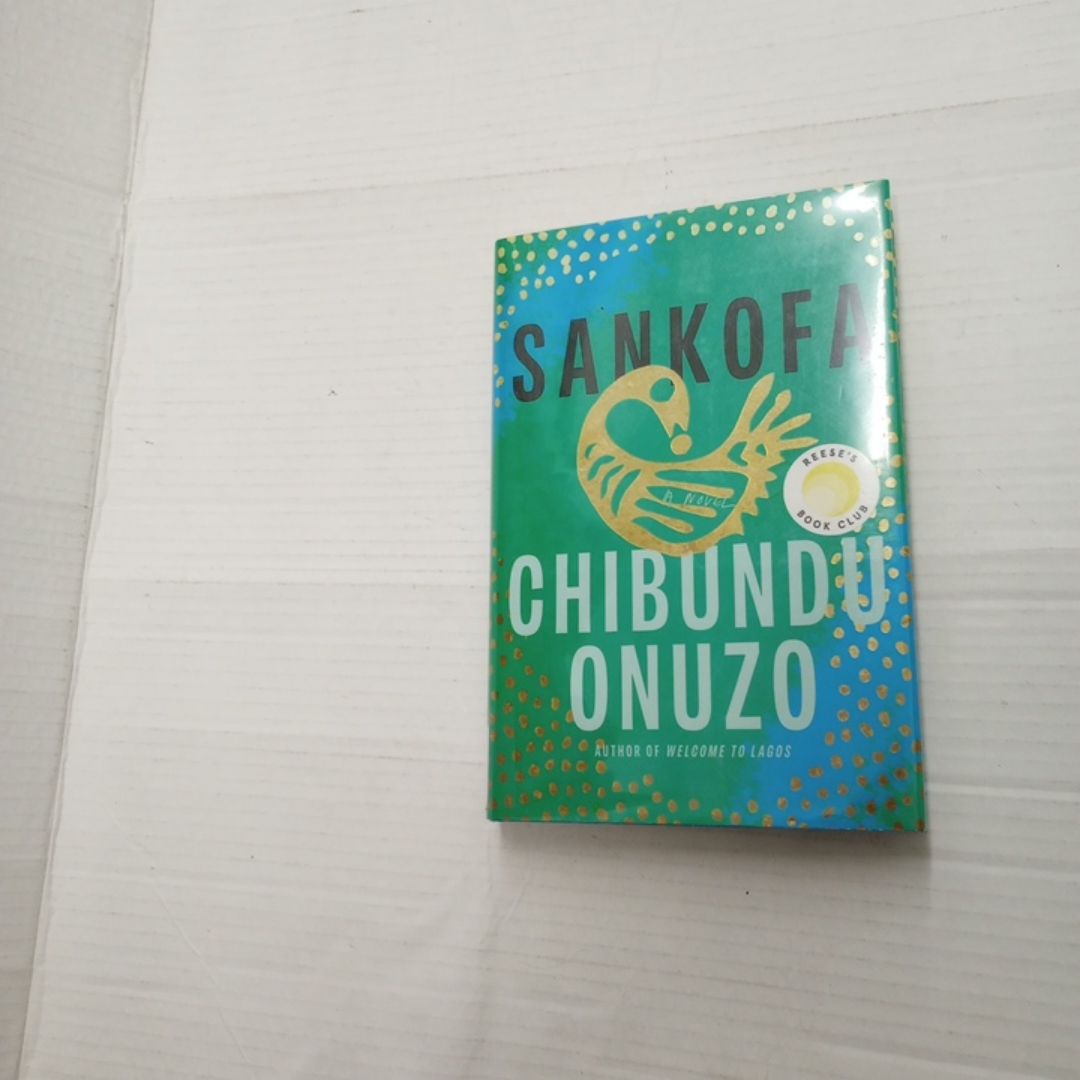 SANKOFA
A NOVEL
REESE'S
BOOK CLUB
CHIBUNDU
ONUZO
AUTHOR OF WELCOME TO LAGOS